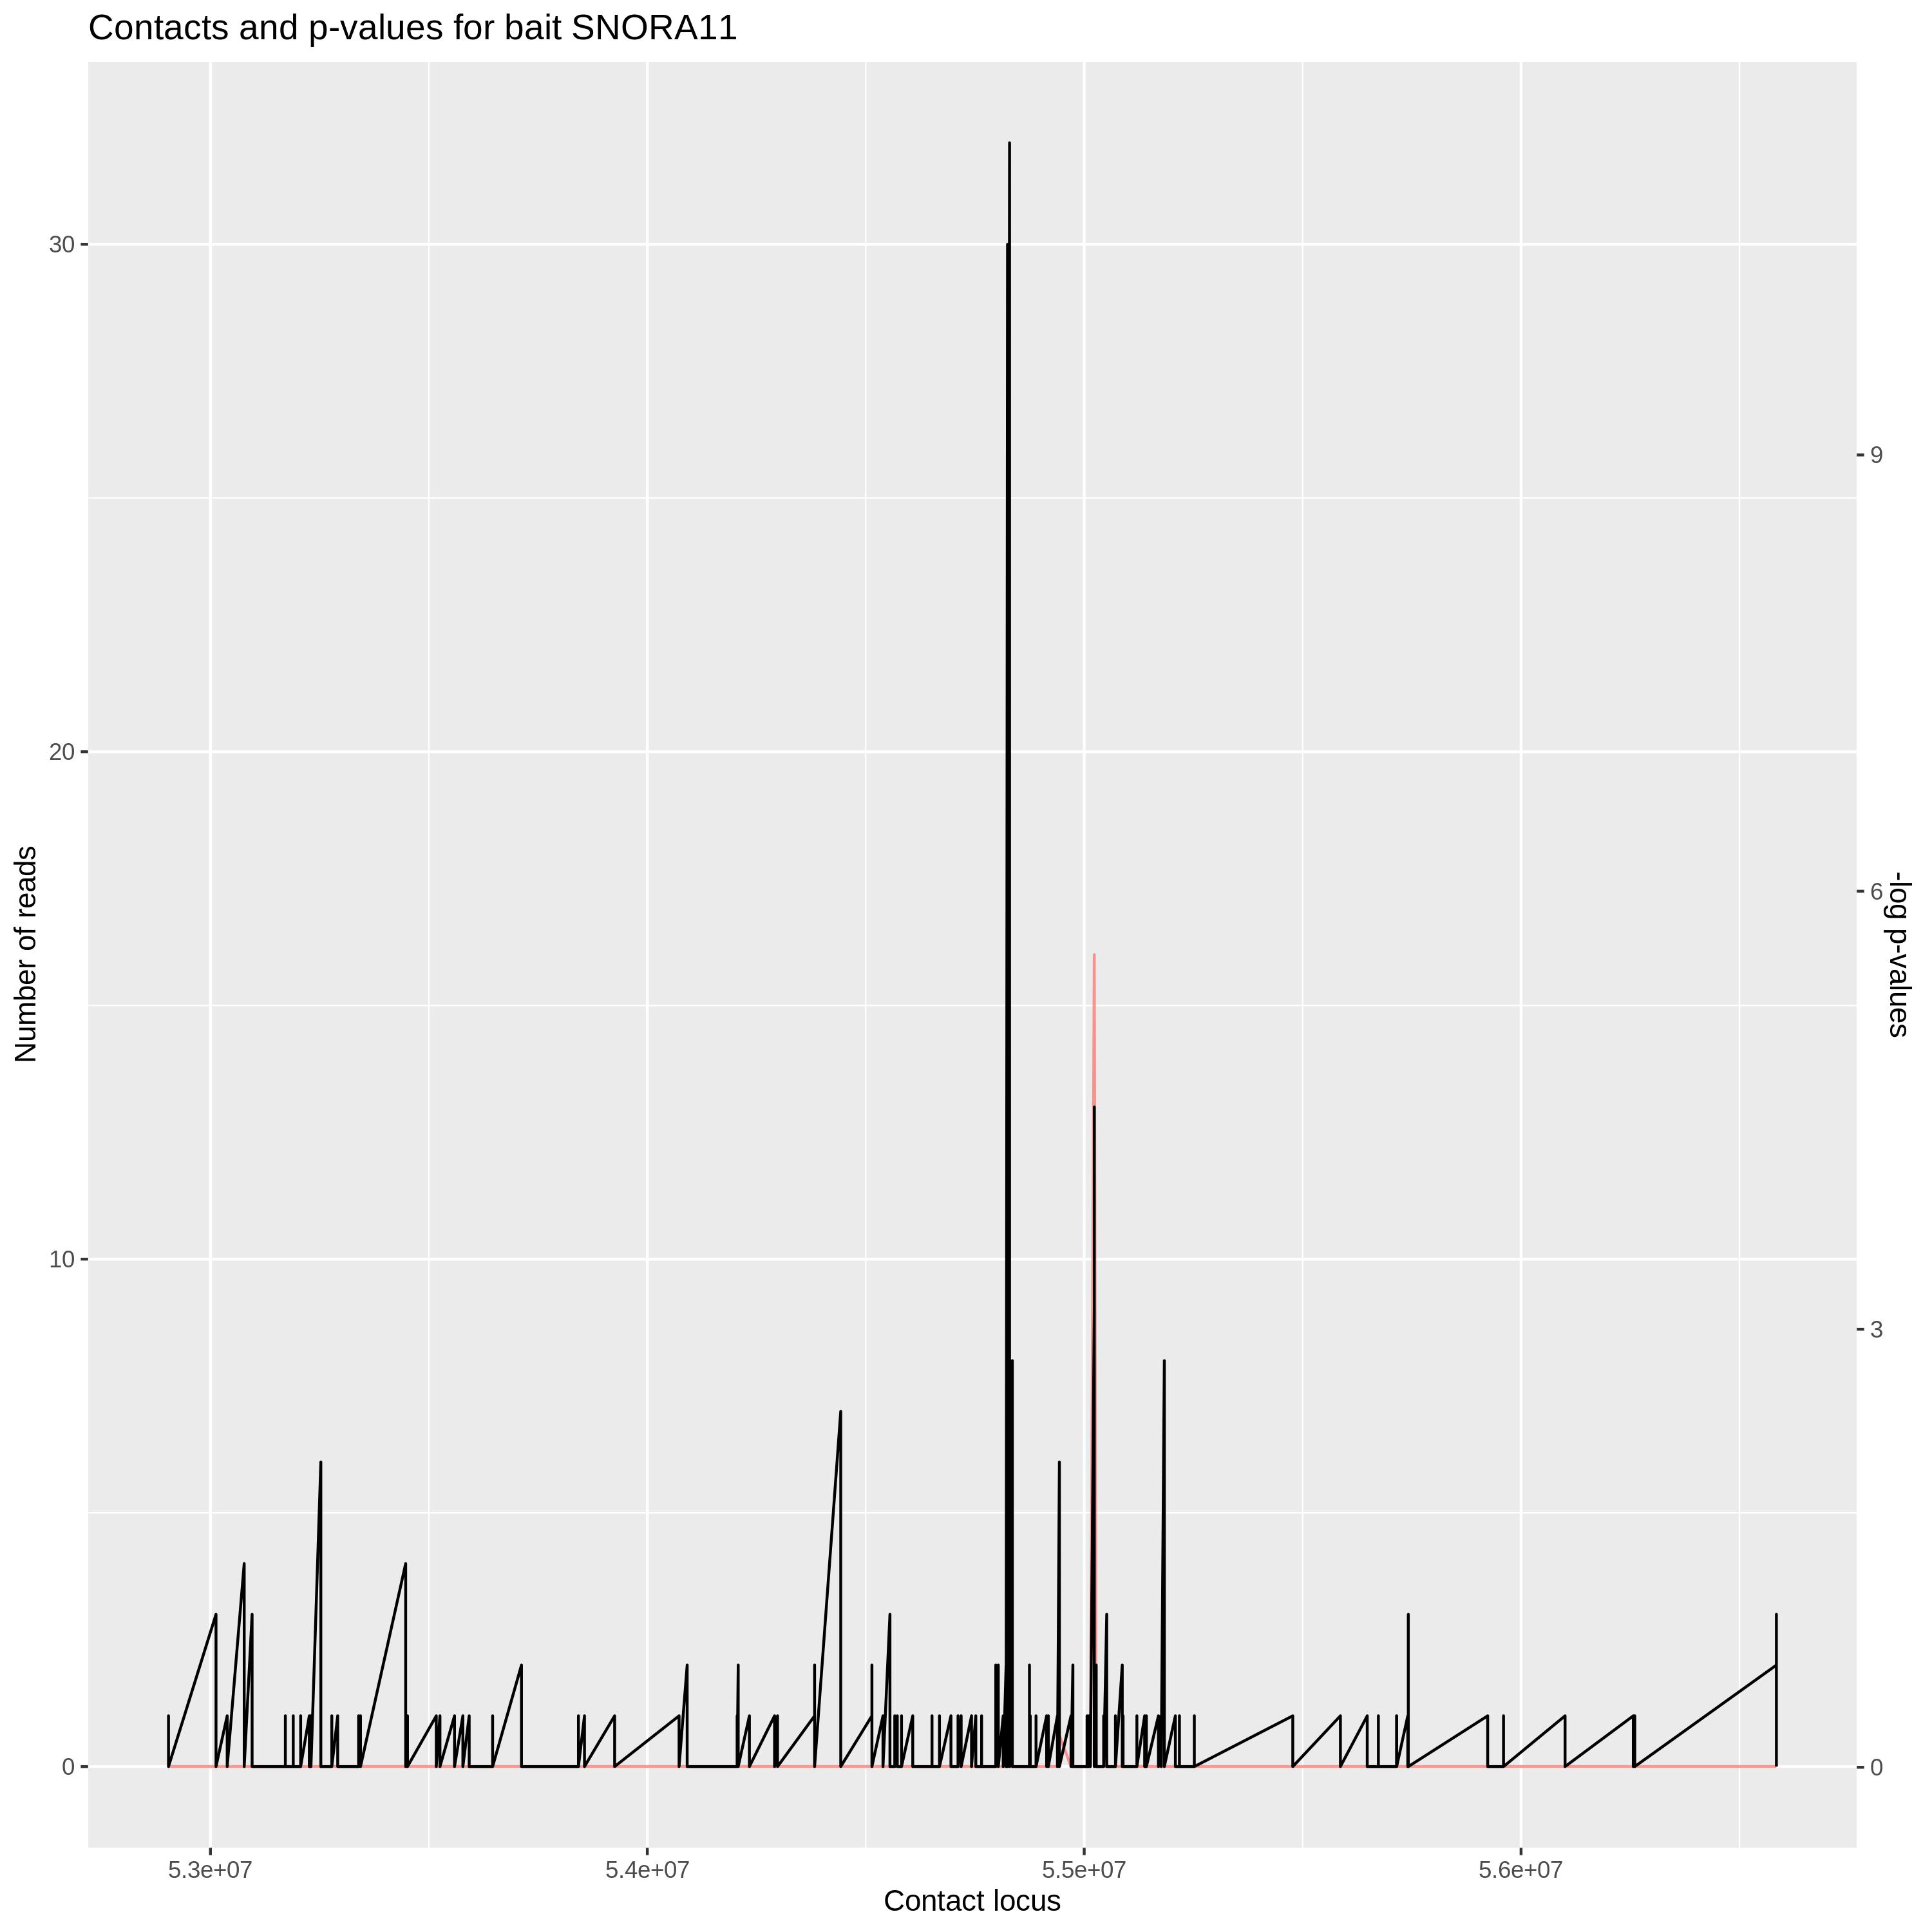 Contacts and p-values for bait SNORA11
30
20
10
0
Number of reads
9
6
3
0
-log p-values
5.3e+07
5.4e+07
5.5e+07
5.6e+07
Contact locus